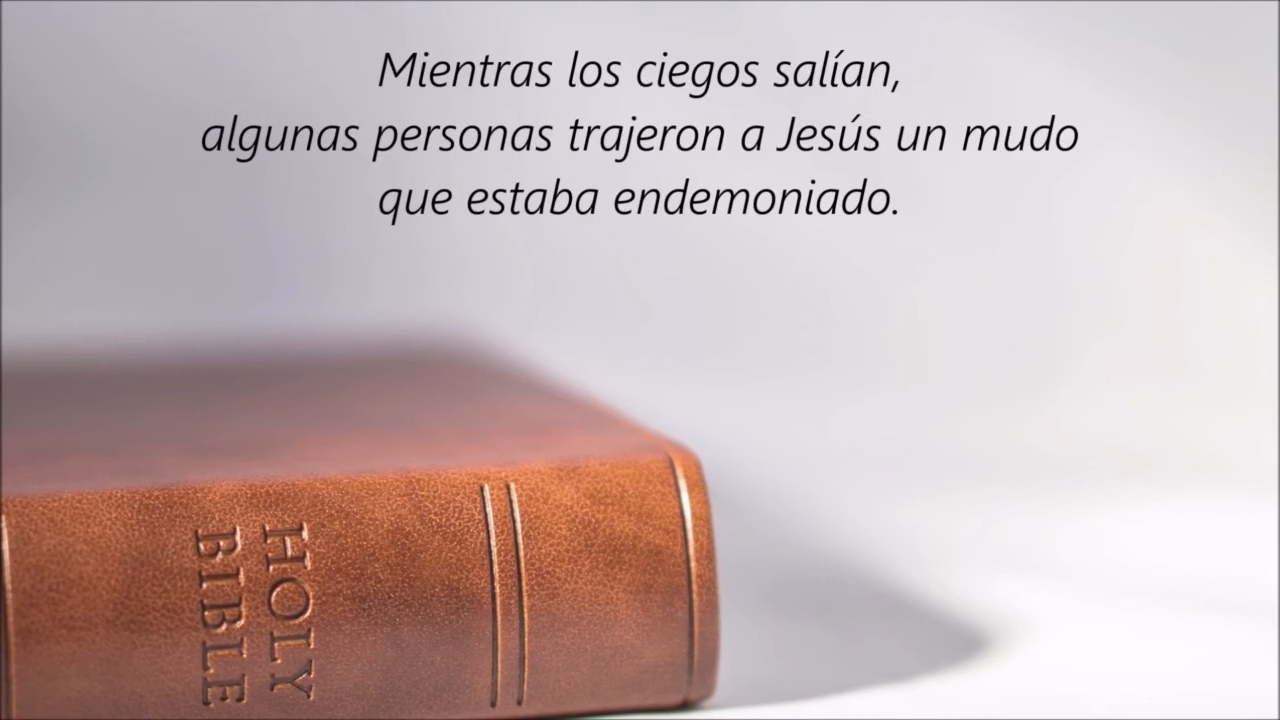 Mientras los ciegos salían,
algunas personas trajeron a Jesús un mudo
que estaba endemoniado.
HOLY
BIBLE